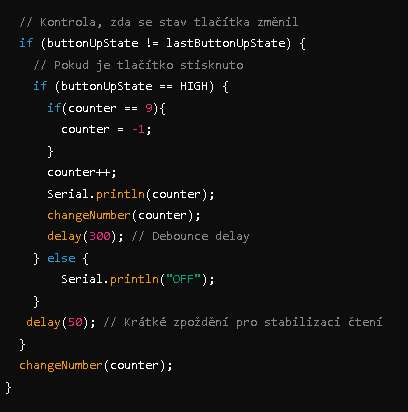 // Kontrola, zda se stav tlačítka změnil
if (buttonUpState != lastButtonUpState) {
// Pokud je tlačítko stisknuto
if (buttonUpState == HIGH) {
if(counter == 9){
counter = -1;
}
counter++;
Serial.println(counter);
changeNumber(counter);
delay(300); // Debounce delay
} else {
Serial.println("OFF");
}
delay(50); // Krátké zpoždění pro stabilizaci čtení
}
changeNumber(counter);
}